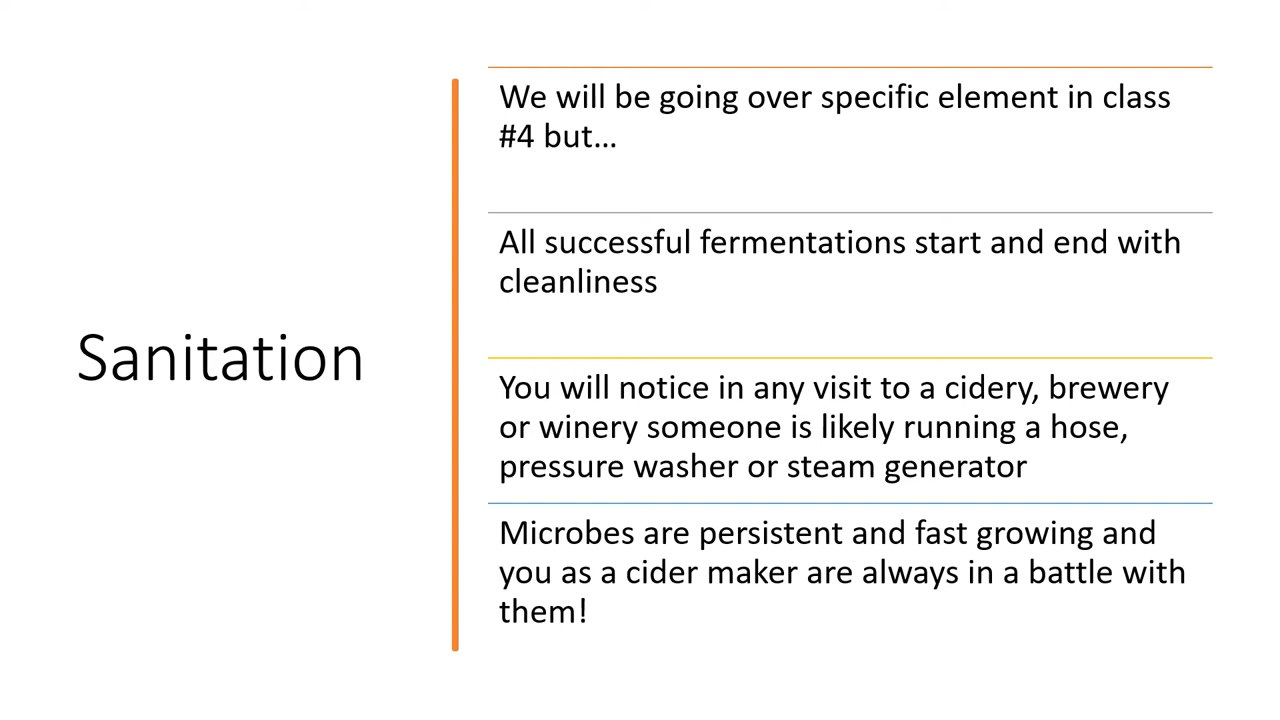 Sanitation
We will be going over specific element in class
#4 but…
All successful fermentations start and end with
cleanliness
You will notice in any visit to a cidery, brewery
or winery someone is likely running a hose,
pressure washer or steam generator
Microbes are persistent and fast growing and
you as a cider maker are always in a battle with
them!